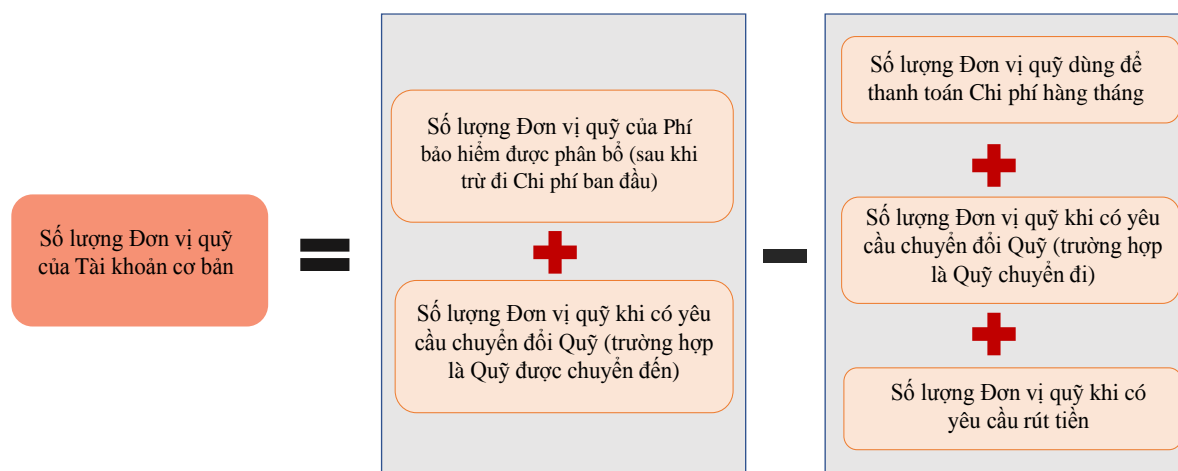 Số lượng Đơn vị quỹ
của Tài khoản cơ bản
=
Số lượng Đơn vị quỹ của Phí
bảo hiểm được phân bổ (sau khi
trừ đi Chi phí ban đầu)
+
Số lượng Đơn vị quỹ khi có yêu
cầu chuyển đổi Quỹ (trường hợp
là Quỹ được chuyển đến)
-
Số lượng Đơn vị quỹ dùng để
thanh toán Chi phí hàng tháng
+
Số lượng Đơn vị quỹ khi có yêu
cầu chuyển đổi Quỹ (trường hợp
là Quỹ chuyển đi)
+
Số lượng Đơn vị quỹ khi có
yêu cầu rút tiền